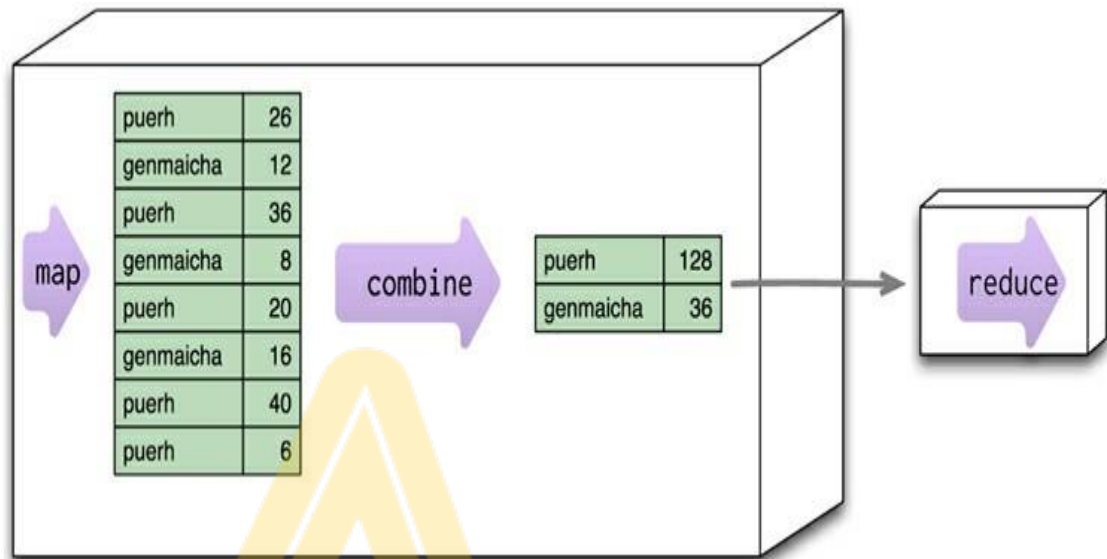 map
puerh 26
genmaicha 12
puerh 36
genmaicha 8
puerh 20
genmaicha 16
puerh 40
puerh 6
combine
puerh 128
genmaicha 36
reduce